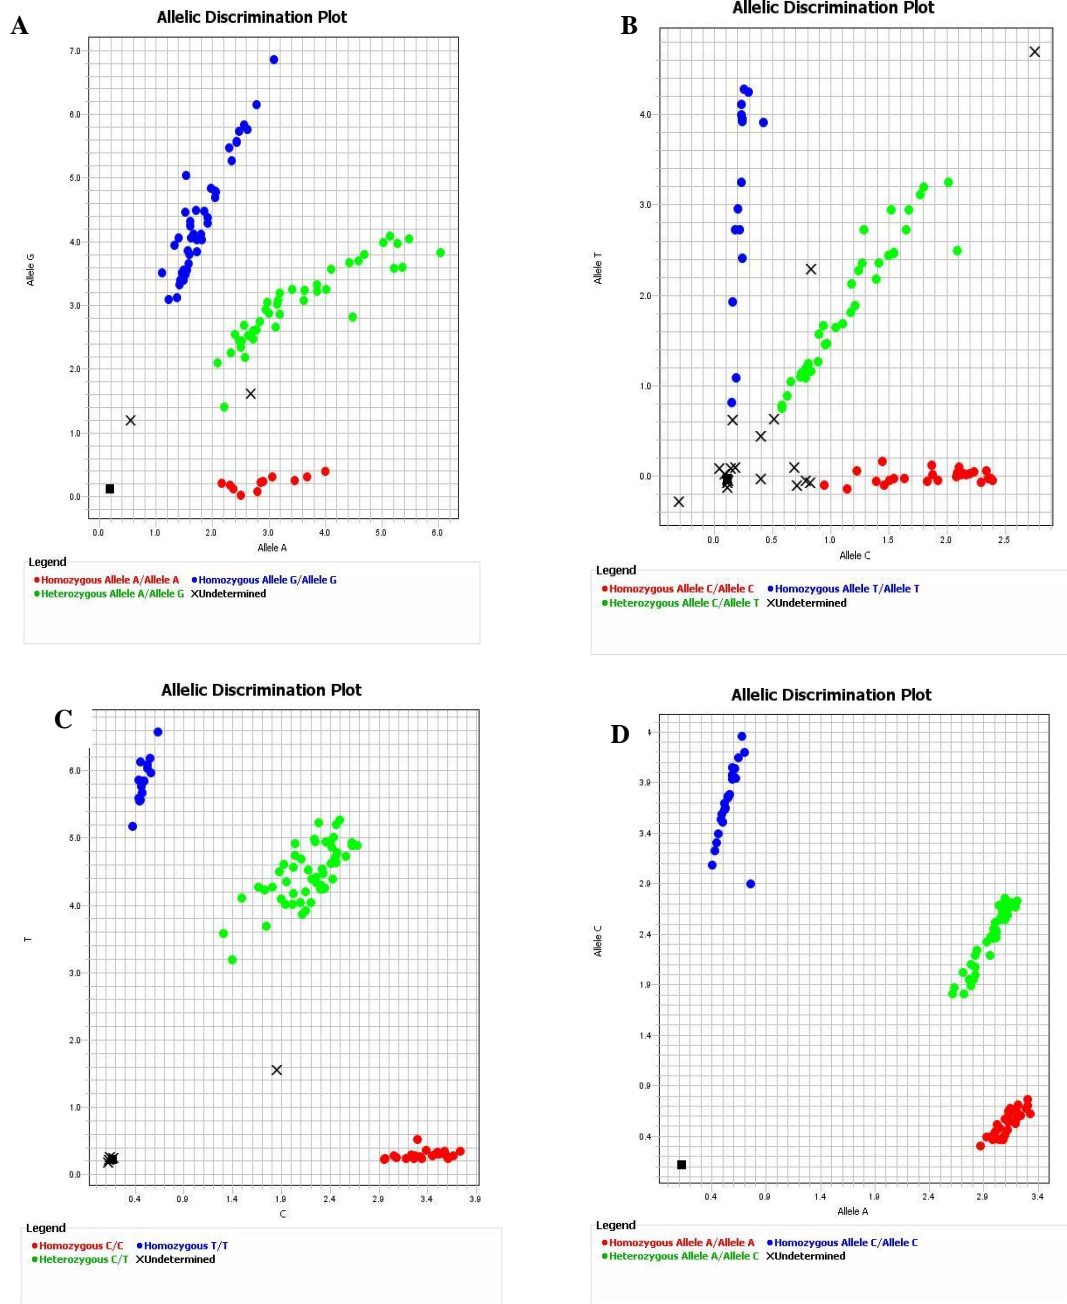 A
Allelic Discrimination Plot
7.0
6.0
5.0
4.0
3.0
2.0
1.0
0.0
Allele G
0.0 1.0 2.0 3.0 4.0 5.0 6.0
Allele A
Legend
Homozygous Allele A/Allele A Homozygous Allele G/Allele G
Heterozygous Allele A/Allele G XUndetermined
B
Allelic Discrimination Plot
4.0
3.0
2.0
1.0
0.0
Allele T
0.0 0.5 1.0 1.5 2.0 2.5
Allele C
Legend
Homozygous Allele C/Allele C Homozygous Allele T/Allele T
Heterozygous Allele C/Allele T XUndetermined
C
Allelic Discrimination Plot
6.0
5.0
4.0
3.0
2.0
1.0
0.0
T
0.4 0.9 1.4 1.9 2.4 2.9 3.4 3.9
C
Legend
Homozygous C/C Homozygous T/T
Heterozygous C/T XUndetermined
D
Allelic Discrimination Plot
3.9
3.4
2.9
2.4
1.9
1.4
0.9
0.4
Allele C
0.4 0.9 1.4 1.9 2.4 2.9 3.4
Allele A
Legend
Homozygous Allele A/Allele A Homozygous Allele C/Allele C
Heterozygous Allele A/Allele C XUndetermined